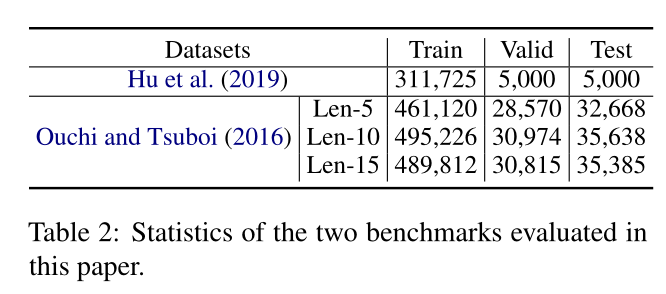 Datasets Train Valid Test
Hu et al. (2019) 311,725 5,000 5,000
Len-5 461,120 28,570 32,668
Ouchi and Tsuboi (2016) Len-10 495,226 30,974 35,638
Len-15 489,812 30,815 35,385
Table 2: Statistics of the two benchmarks evaluated in
this paper.